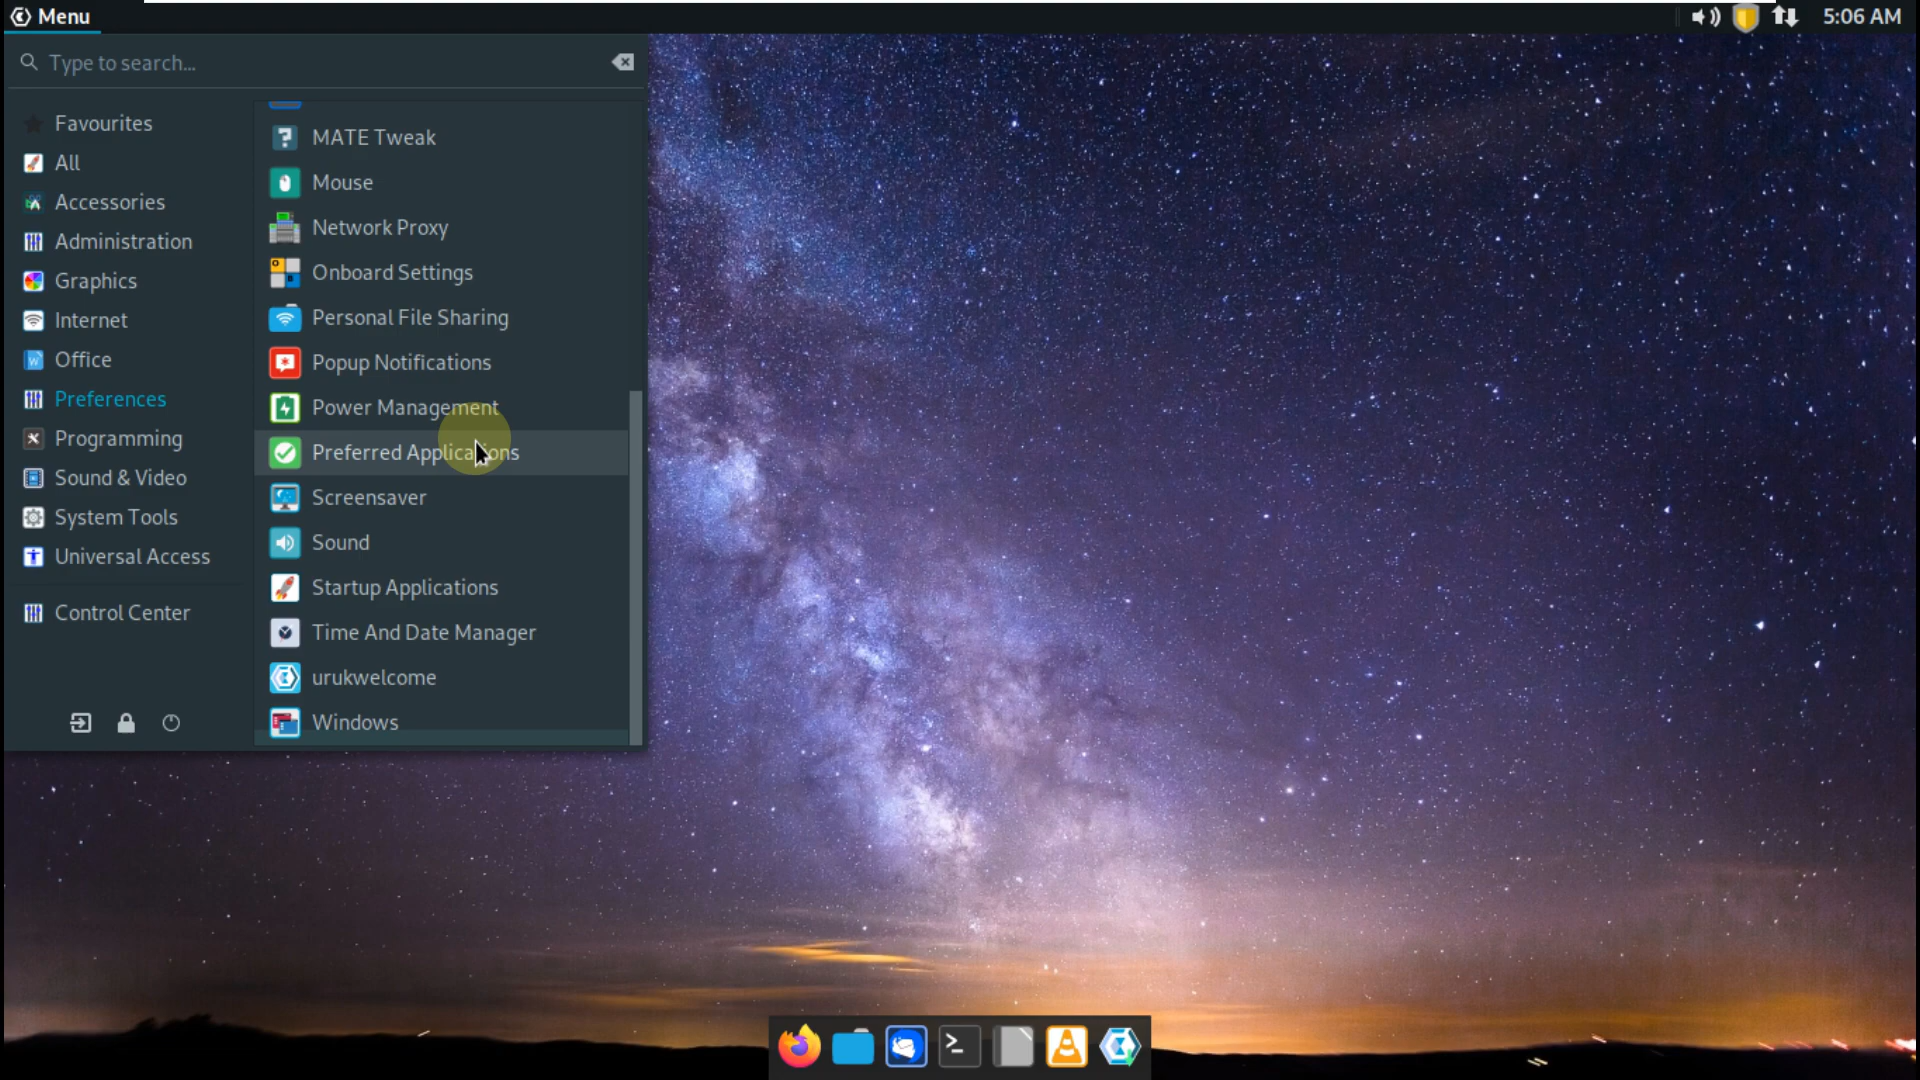 Menu
5:06 AM
Type to search...
Favourites
All
Accessories
Administration
Graphics
Internet
Office
Preferences
Programming
Sound & Video
System Tools
Universal Access
Control Center
MATE Tweak
Mouse
Network Proxy
Onboard Settings
Personal File Sharing
Popup Notifications
Power Management
Preferred Applications
Screensaver
Sound
Startup Applications
Time And Date Manager
urukwelcome
Windows